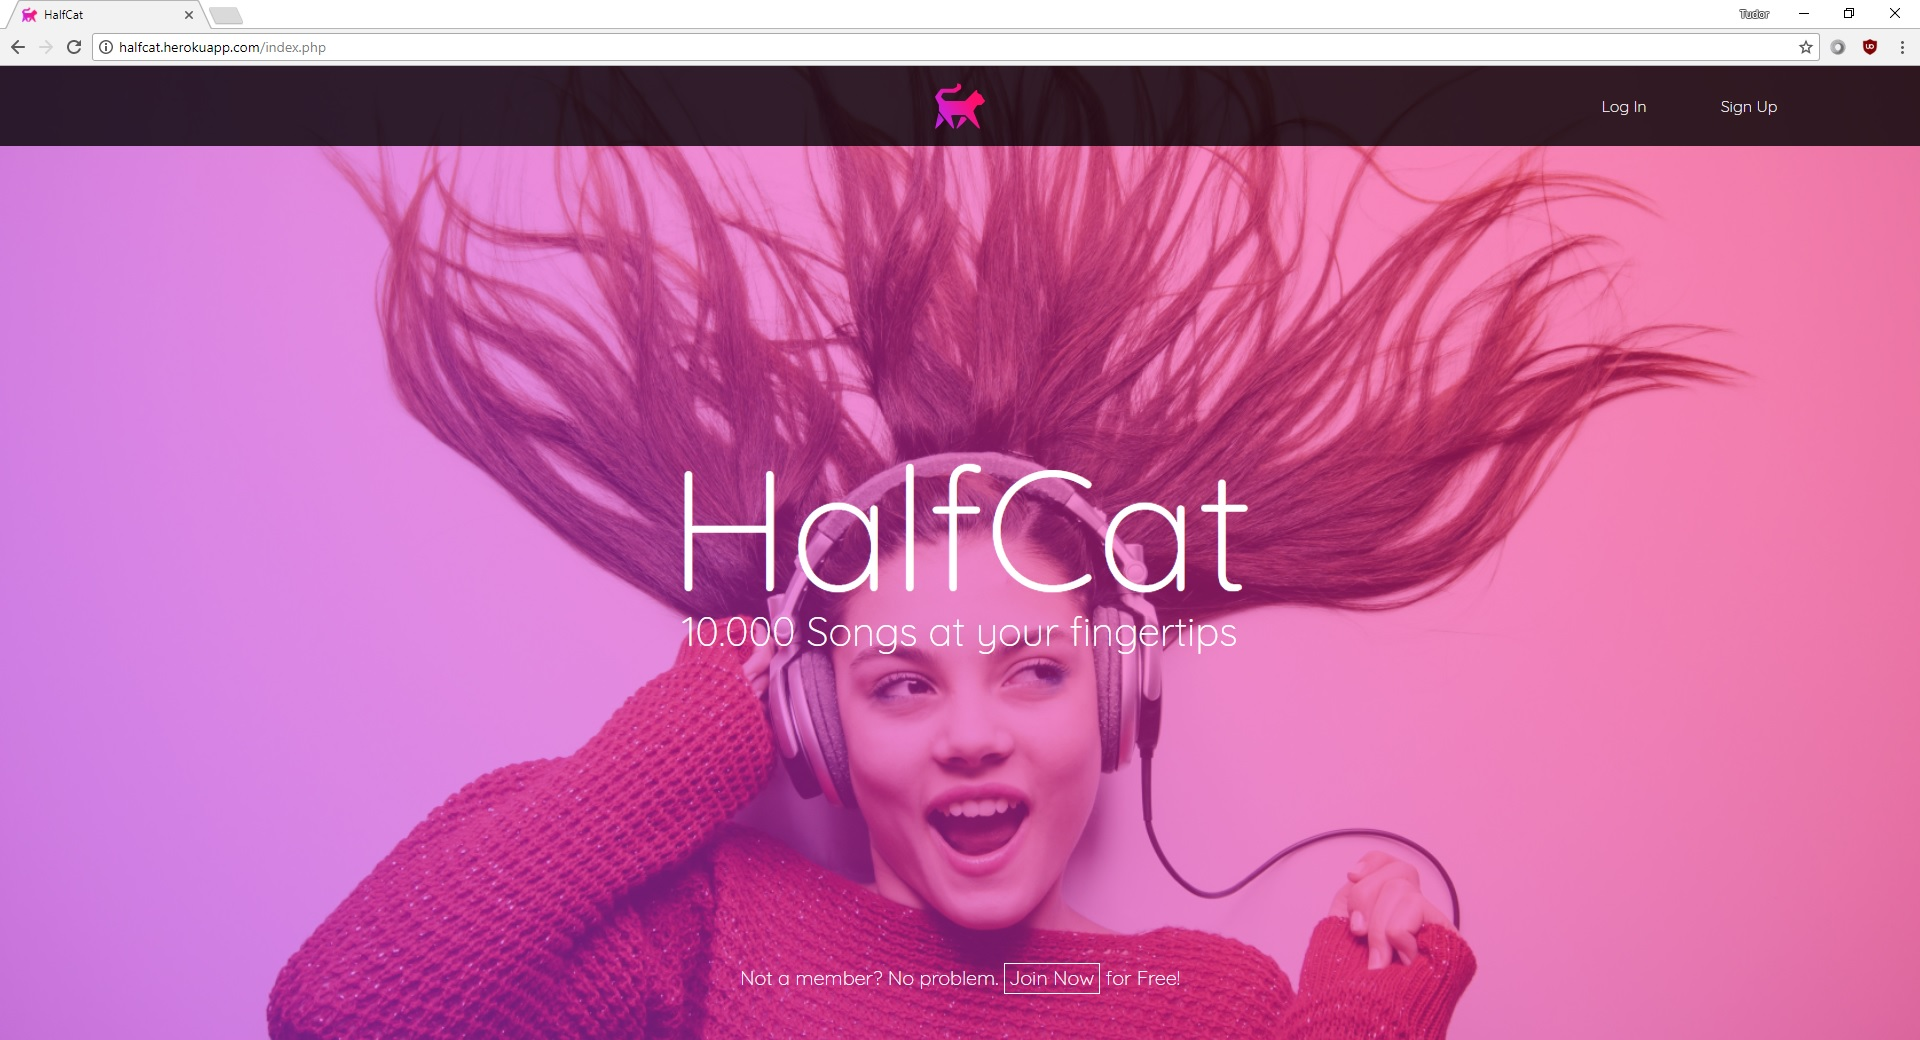 HalfCat
Tudor
halfcat.herokuapp.com/index.php
Log In
Sign Up
HalfCat
10.000 Songs at your fingertips
Not a member? No problem. Join Now for Free!